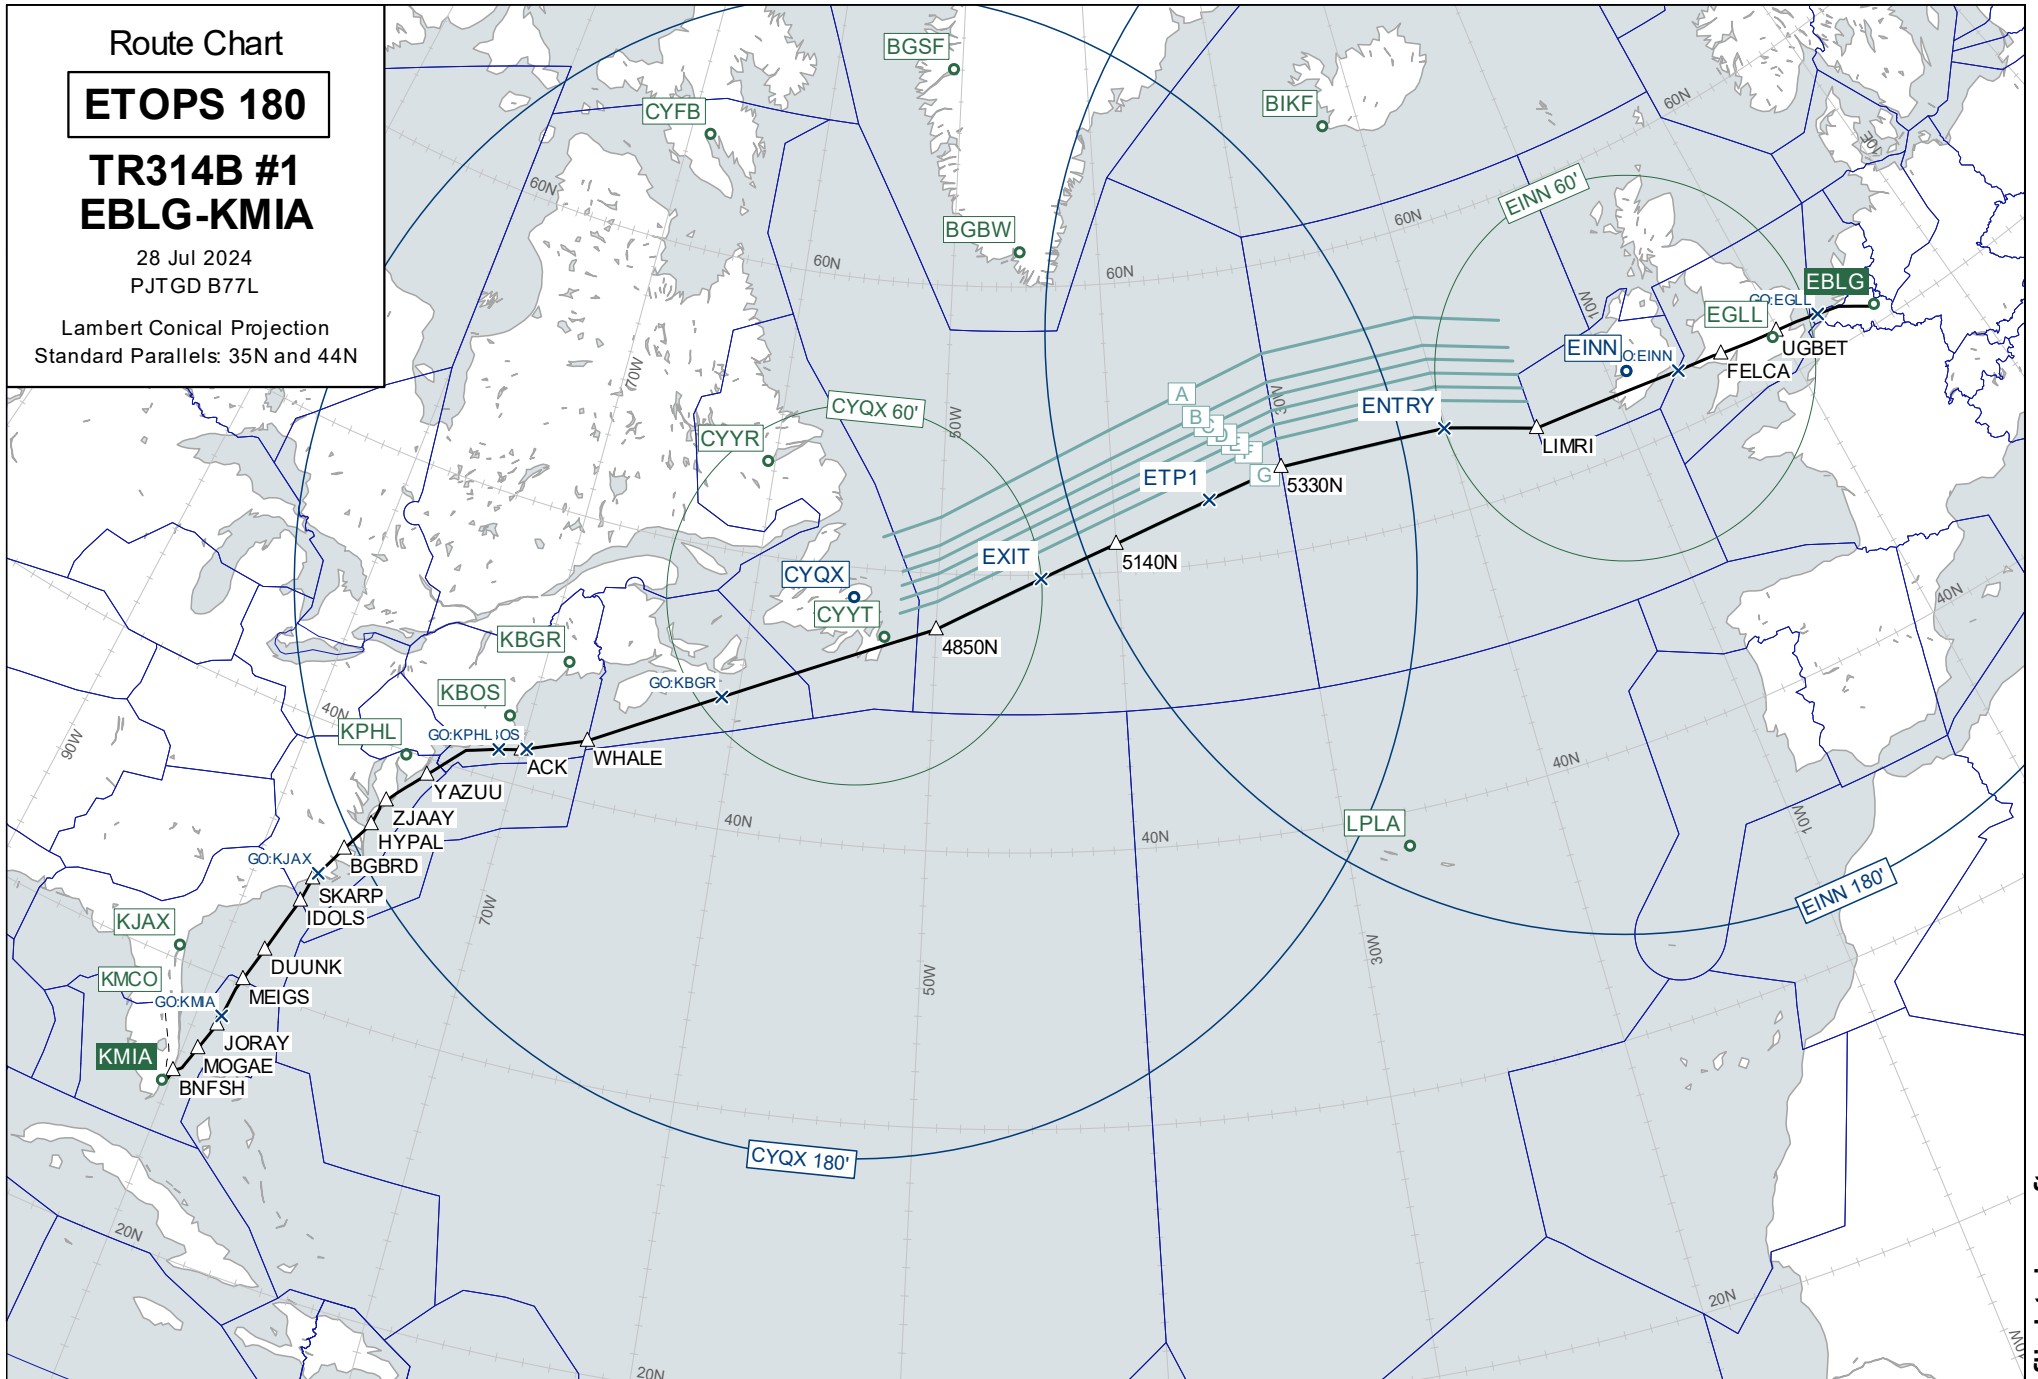 Route Chart
ETOPS 180
TR314B #1
EBLG-KMIA
28 Jul 2024
PJTGD B77L
Lambert Conical Projection
Standard Parallels: 35N and 44N
BGSF
CYFB
BIKF
60N
10E
60N
EINN 60'
BGBW
60N
60N
60N
EBLG
GO:EGLL
10W
EGLL
UGBET
EINN
O:EINN
FELCA
70W
A
B
C
D
E
F
G
30W
ENTRY
CYQX 60'
50W
CYYR
LIMRI
ETP1
5330N
EXIT
5140N
CYQX
CYYT
40N
KBGR
4850N
GO:KBGR
KBOS
40N
KPHL
GO:KPHL
OS
90W
ACK
WHALE
40N
YAZUU
ZJAAY
40N
40N
LPLA
10W
HYPAL
GO:KJAX
BGBRD
EINN 180'
SKARP
IDOLS
70W
KJAX
30W
DUUNK
KMCO
50W
MEIGS
GO:KMIA
JORAY
KMIA
MOGAE
BNFSH
CYQX 180'
20N
20N
20N
10W